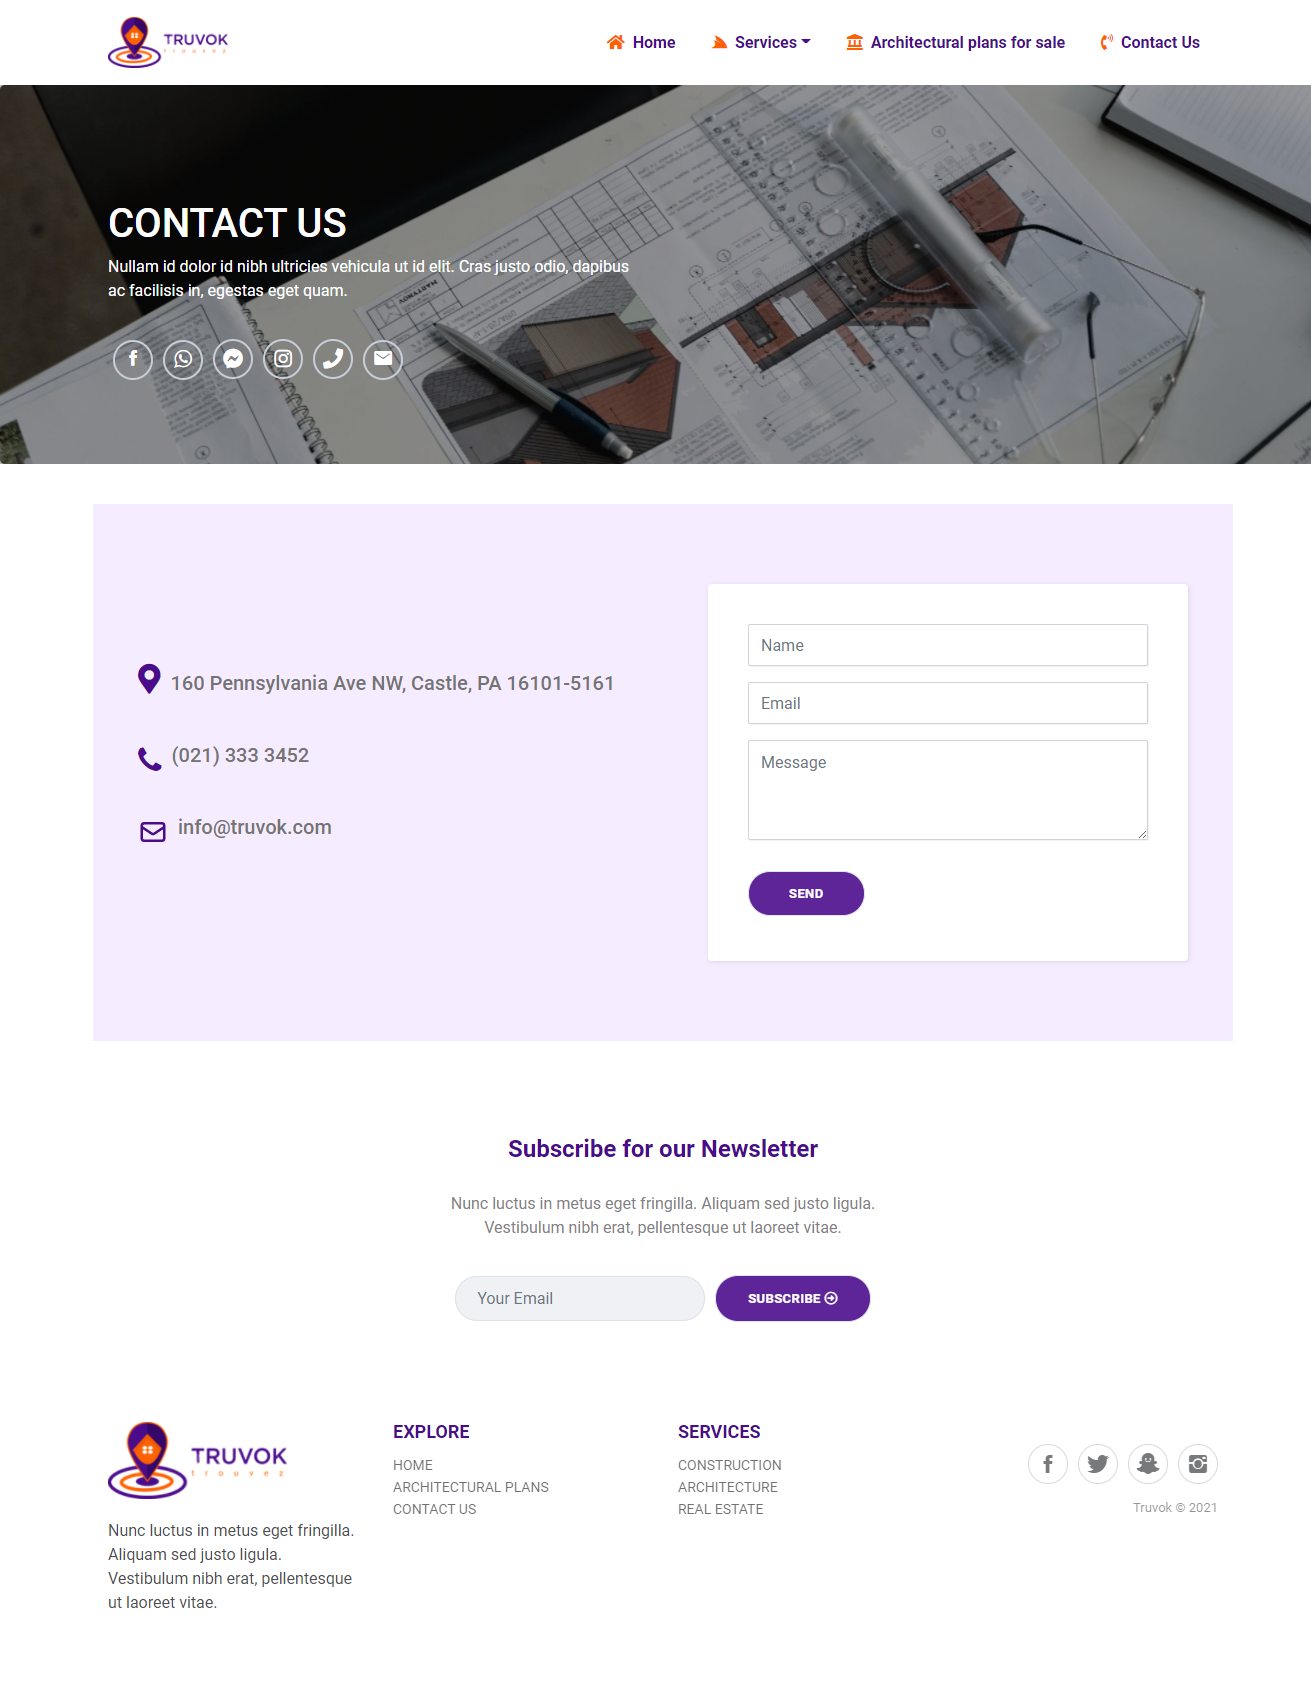 TRUVOK
trouvez
Home
Services
Architectural plans for sale
Contact Us
CONTACT US
Nullam id dolor id nibh ultricies vehicula ut id elit. Cras justo odio, dapibus
ac facilisis in, egestas eget quam.
160 Pennsylvania Ave NW, Castle, PA 16101-5161
(021) 333 3452
info@truvok.com
Name
Email
Message
SEND
Subscribe for our Newsletter
Nunc luctus in metus eget fringilla. Aliquam sed justo ligula.
Vestibulum nibh erat, pellentesque ut laoreet vitae.
Your Email
SUBSCRIBE
TRUVOK
trouvez
Nunc luctus in metus eget fringilla.
Aliquam sed justo ligula.
Vestibulum nibh erat, pellentesque
ut laoreet vitae.
EXPLORE
HOME
ARCHITECTURAL PLANS
CONTACT US
SERVICES
CONSTRUCTION
ARCHITECTURE
REAL ESTATE
Truvok © 2021